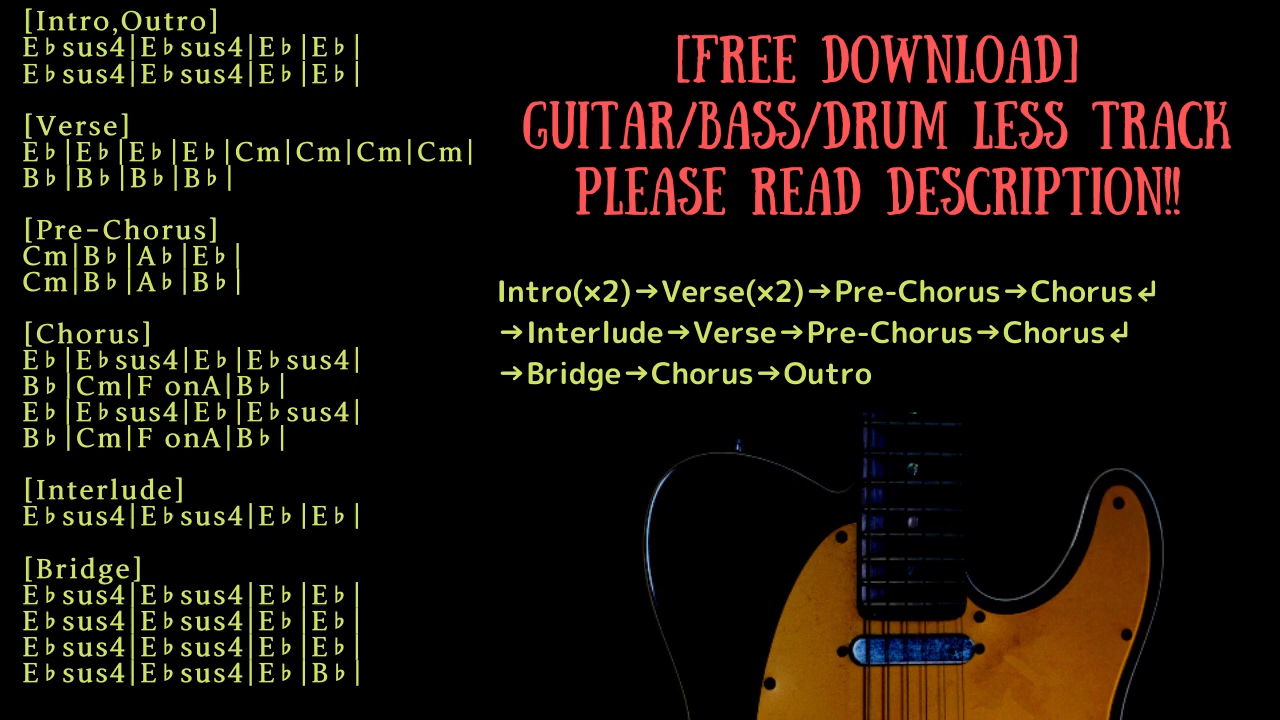 [Intro,Outro]
E♭sus4|E♭sus4|E♭|E♭|
E♭sus4|E♭sus4|E♭|E♭|
[Verse]
E♭|E♭|E♭|E♭|Cm|Cm|Cm|Cm|
B♭|B♭|B♭|B♭|
[Pre-Chorus]
Cm|B♭|A♭|E♭|
Cm|B♭|A♭|B♭|
[Chorus]
E♭|E♭sus4|E♭|E♭sus4|
B♭|Cm|F onA|B♭|
E♭|E♭sus4|E♭|E♭sus4|
B♭|Cm|F onA|B♭|
[Interlude]
E♭sus4|E♭sus4|E♭|E♭|
[Bridge]
E♭sus4|E♭sus4|E♭|E♭|
E♭sus4|E♭sus4|E♭|E♭|
E♭sus4|E♭sus4|E♭|E♭|
E♭sus4|E♭sus4|E♭|B♭|
[FREE DOWNLOAD]
GUITAR/BASS/DRUM LESS TRACK
PLEASE READ DESCRIPTION!!
Intro(×2)→Verse(×2)→Pre-Chorus→Chorus↲
→Interlude→Verse→Pre-Chorus→Chorus↲
→Bridge→Chorus→Outro